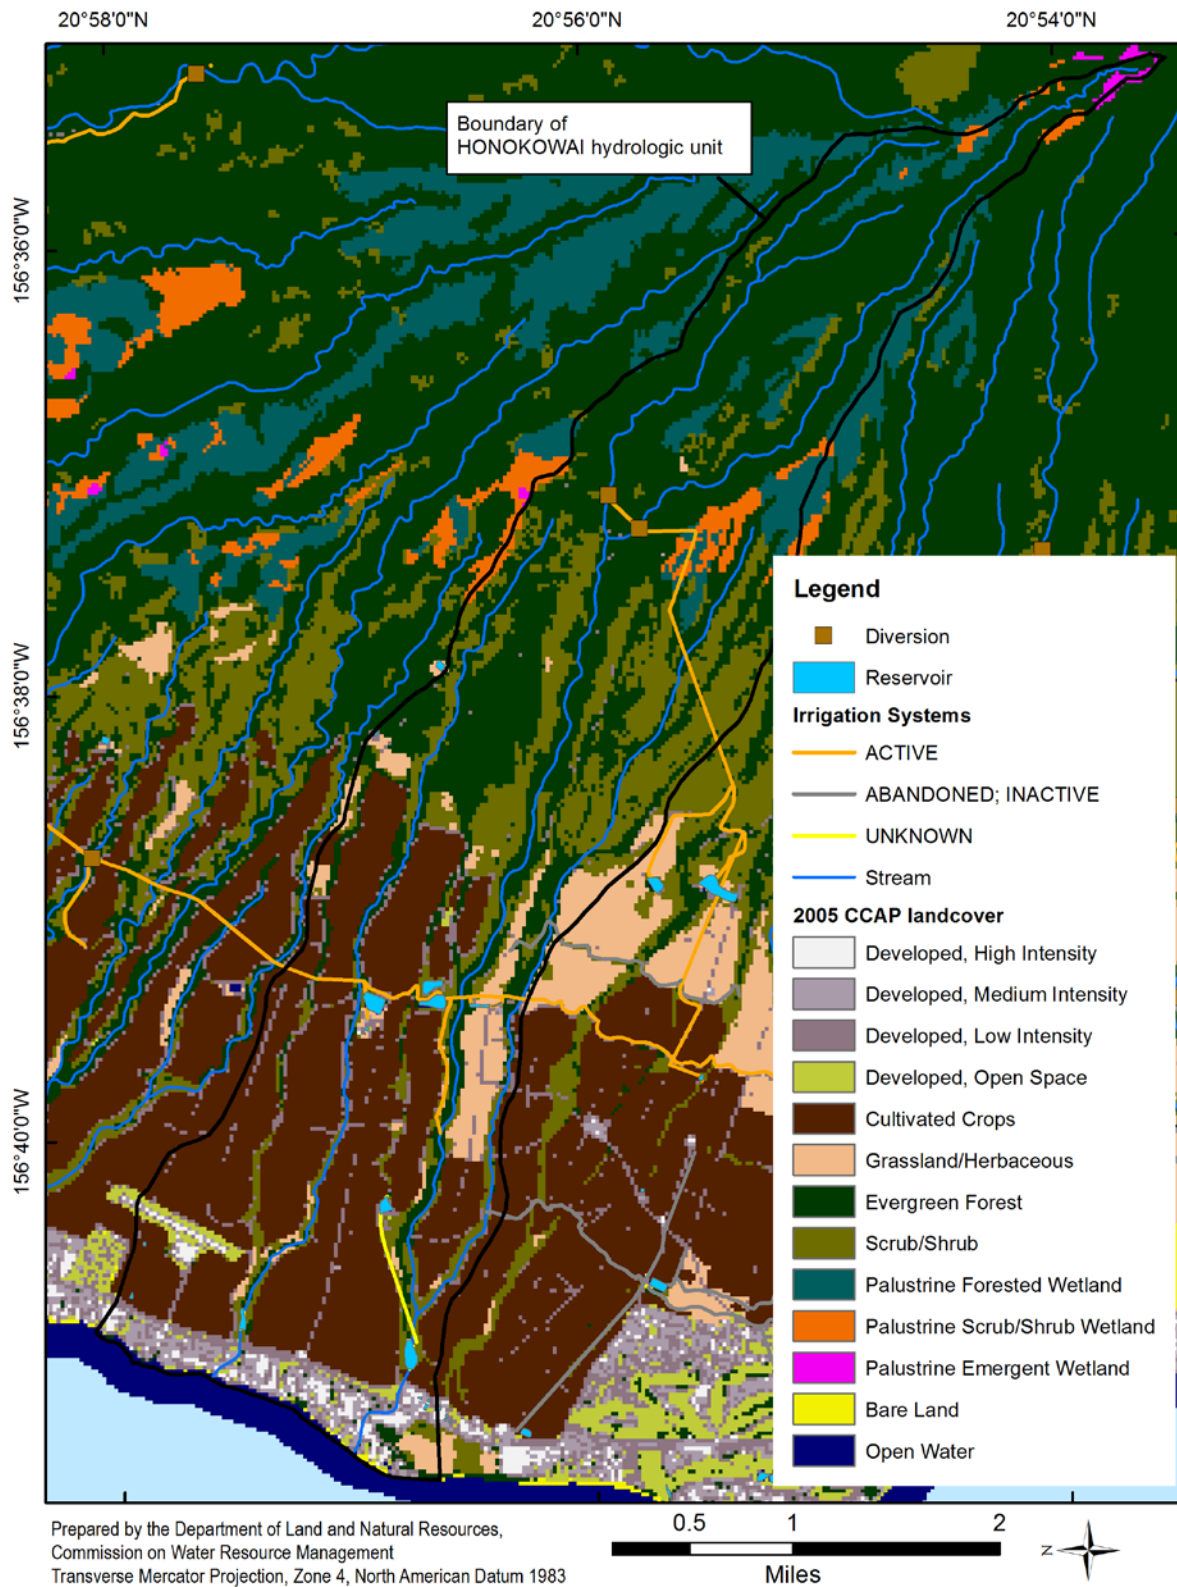 20°58'0"N
20°56'0"N
20°54'0"N
156°36'0"W
156°38'0"W
156°40'0"W
Boundary of
HONOKOWAI hydrologic unit
Legend
Diversion
Reservoir
Irrigation Systems
ACTIVE
ABANDONED; INACTIVE
UNKNOWN
Stream
2005 CCAP landcover
Developed, High Intensity
Developed, Medium Intensity
Developed, Low Intensity
Developed, Open Space
Cultivated Crops
Grassland/Herbaceous
Evergreen Forest
Scrub/Shrub
Palustrine Forested Wetland
Palustrine Scrub/Shrub Wetland
Palustrine Emergent Wetland
Bare Land
Open Water
Prepared by the Department of Land and Natural Resources,
Commission on Water Resource Management
Transverse Mercator Projection, Zone 4, North American Datum 1983
0.5 1 2
Miles
N